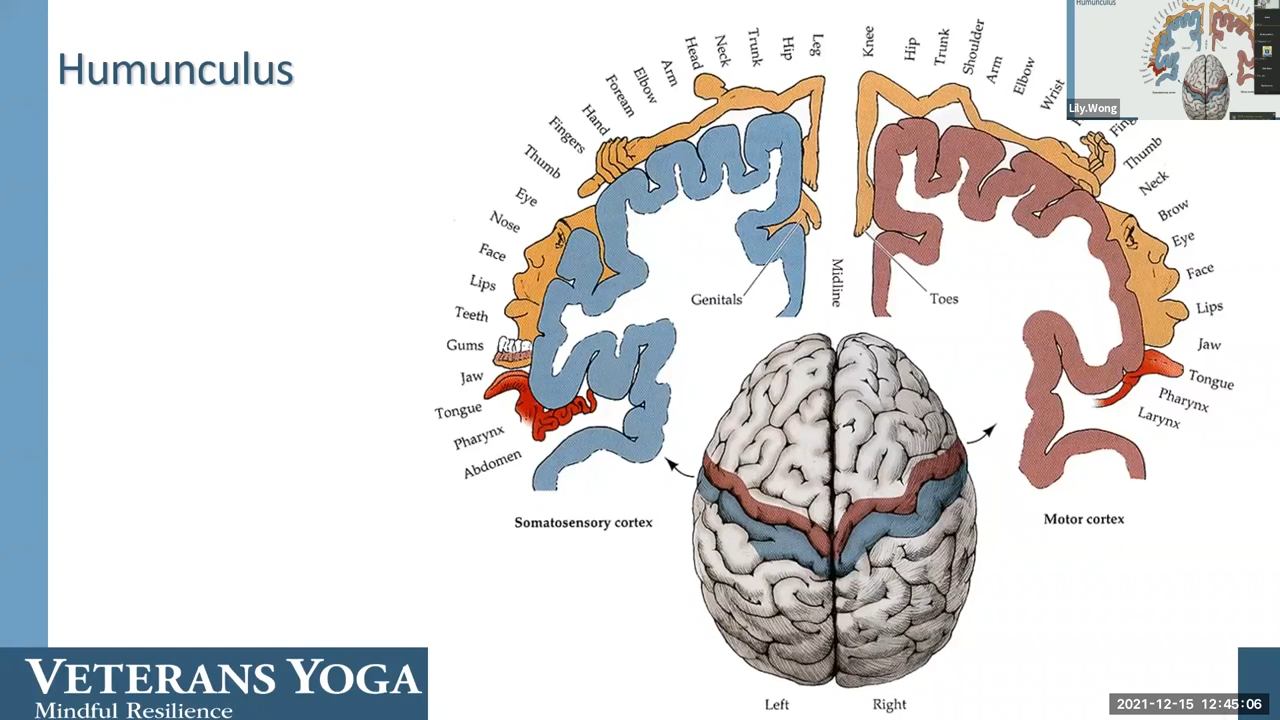 Humunculus
Head
Neck
Trunk
Hip
Leg
Arm
Elbow
Foream
Hand
Fingers
Thumb
Eye
Nose
Face
Lips
Teeth
Gums
Jaw
Tongue
Pharynx
Abdomen
Genitals
Midline
Toes
Knee
Hip
Trunk
Shoulder
Arm
Elbow
Wrist
Thumb
Neck
Brow
Eye
Face
Lips
Jaw
Tongue
Pharynx
Larynx
Somatosensory cortex
Motor cortex
Left
Right
Humunculus
Lily.Wong
VETERANS YOGA
Mindful Resilience
2021-12-15 12:45:06